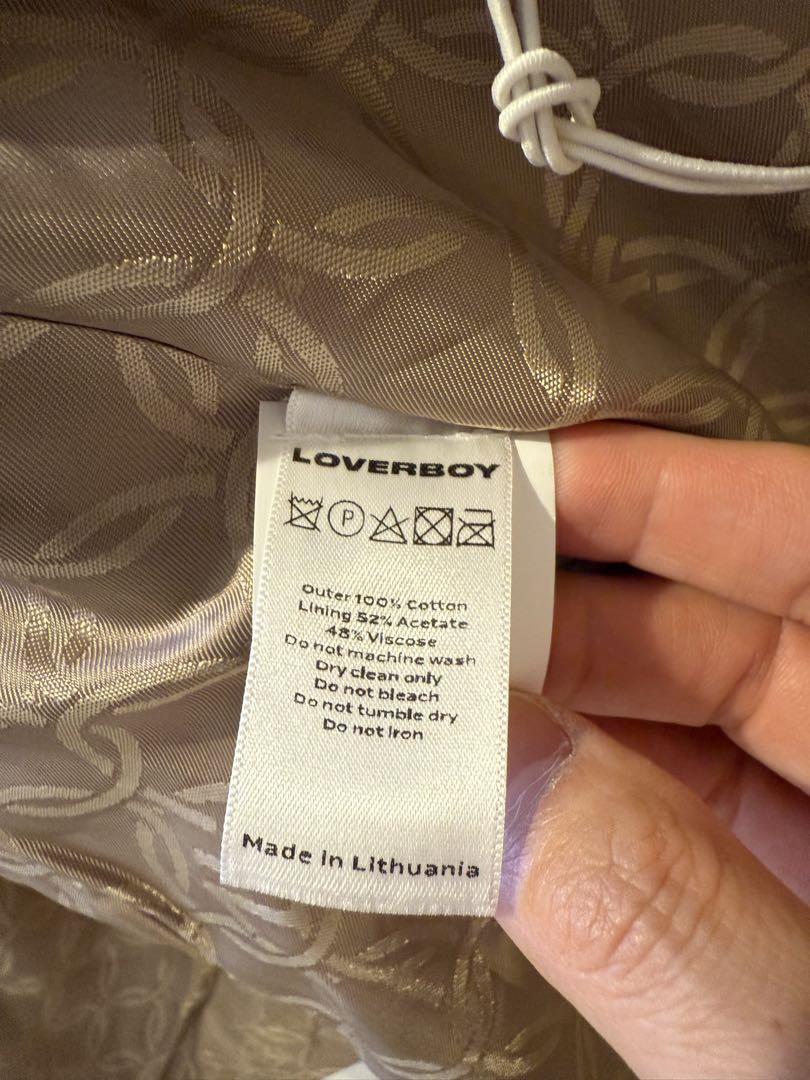 LOVERBOY
P
Outer 100% Cotton
Lining 52% Acetate
48% Viscose
Do not machine wash
Dry clean only
Do not bleach
Do not tumble dry
Do not Iron
Made in Lithuania